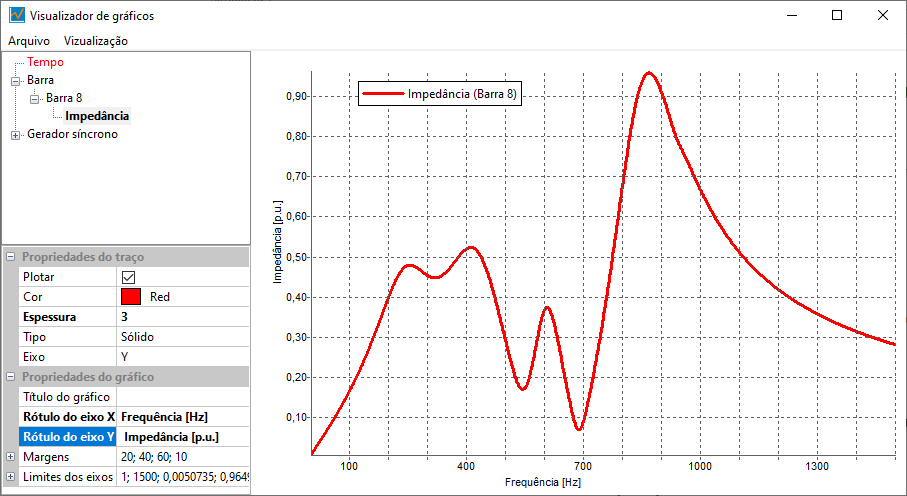 Visualizador de gráficos
Arquivo Vizualização
Tempo
Barra
Barra 8
Impedância
Gerador síncrono
Propriedades do traço
Plotar
Cor Red
Espessura 3
Tipo Sólido
Eixo Y
Propriedades do gráfico
Título do gráfico
Rótulo do eixo X Frequência [Hz]
Rótulo do eixo Y Impedância [p.u.]
Margens 20; 40; 60; 10
Limites dos eixos 1; 1500; 0,0050735; 0,9649
Impedância (Barra 8)
Impedância [p.u.]
0,90
0,80
0,70
0,60
0,50
0,40
0,30
0,20
0,10
100 400 700 1000 1300
Frequência [Hz]